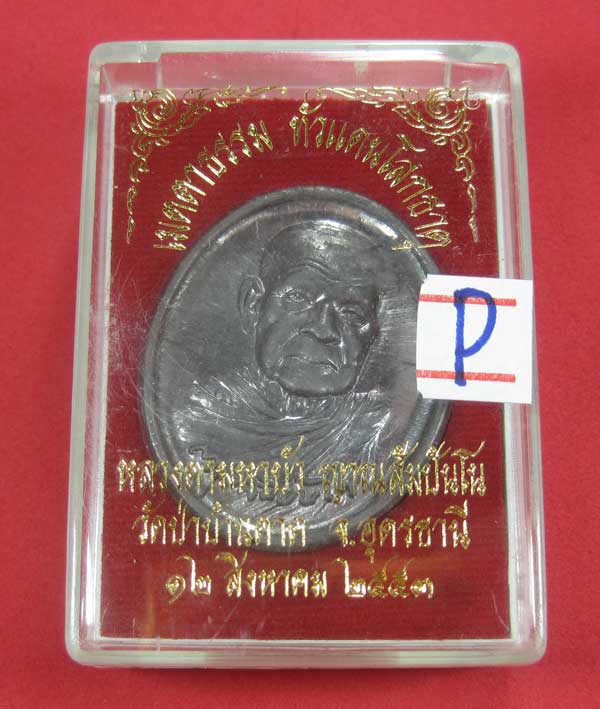 เมตตาธรรม ทั่วแดนโลกธาตุ
P
หลวงตามหาบัว ญาณสัมปันโน
วัดป่าบ้านตาด จ.อุดรธานี
๑๒ สิงหาคม ๒๕๕๓